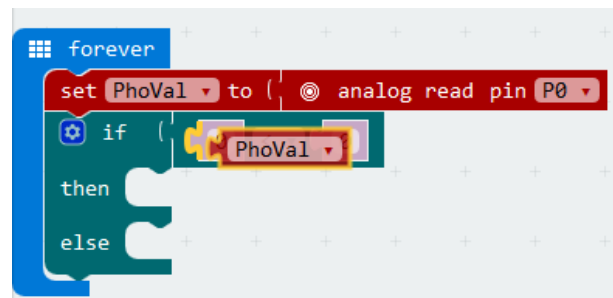 forever
set PhoVal to ( analog read pin P0
if ( PhoVal
then
else